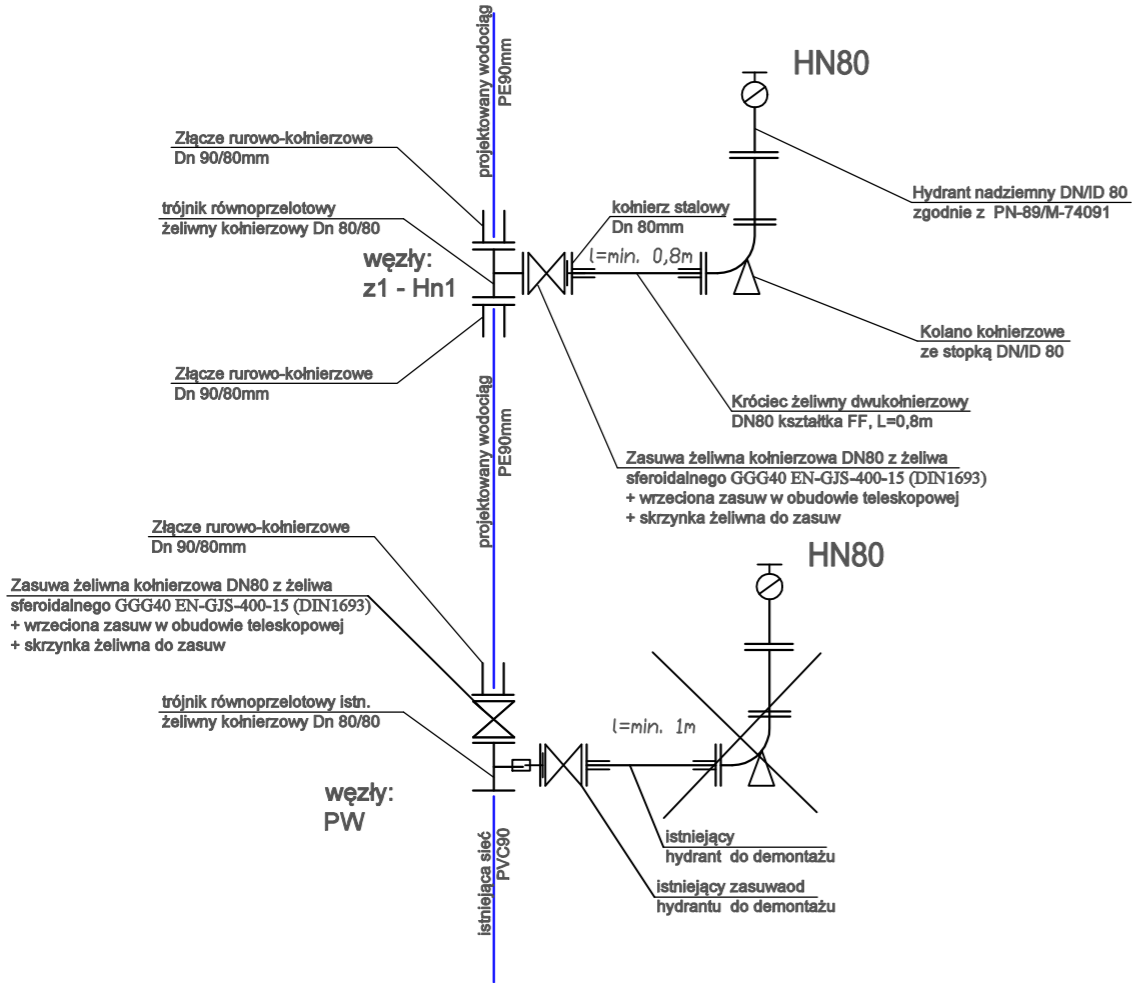 HN80
projektowany wodociąg
PE90mm
Złącze rurowo-kołnierzowe
Dn 90/80mm
trójnik równoprzelotowy
żeliwny kołnierzowy Dn 80/80
kołnierz stalowy
Dn 80mm
Hydrant nadziemny DN/ID 80
zgodnie z PN-89/M-74091
węzły:
z1 - Hn1
l=min. 0,8m
Kolano kołnierzowe
ze stopką DN/ID 80
Złącze rurowo-kołnierzowe
Dn 90/80mm
Króciec żeliwny dwukołnierzowy
DN80 kształtka FF, L=0,8m
projektowany wodociąg
PE90mm
Zasuwa żeliwna kołnierzowa DN80 z żeliwa
sferoidalnego GGG40 EN-GJS-400-15 (DIN1693)
+ wrzeciona zasuw w obudowie teleskopowej
+ skrzynka żeliwna do zasuw
Złącze rurowo-kołnierzowe
Dn 90/80mm
HN80
Zasuwa żeliwna kołnierzowa DN80 z żeliwa
sferoidalnego GGG40 EN-GJS-400-15 (DIN1693)
+ wrzeciona zasuw w obudowie teleskopowej
+ skrzynka żeliwna do zasuw
trójnik równoprzelotowy istn.
żeliwny kołnierzowy Dn 80/80
l=min. 1m
węzły:
PW
istniejąca sieć
PVC90
istniejący
hydrant do demontażu
istniejący zasuwaod
hydrantu do demontażu